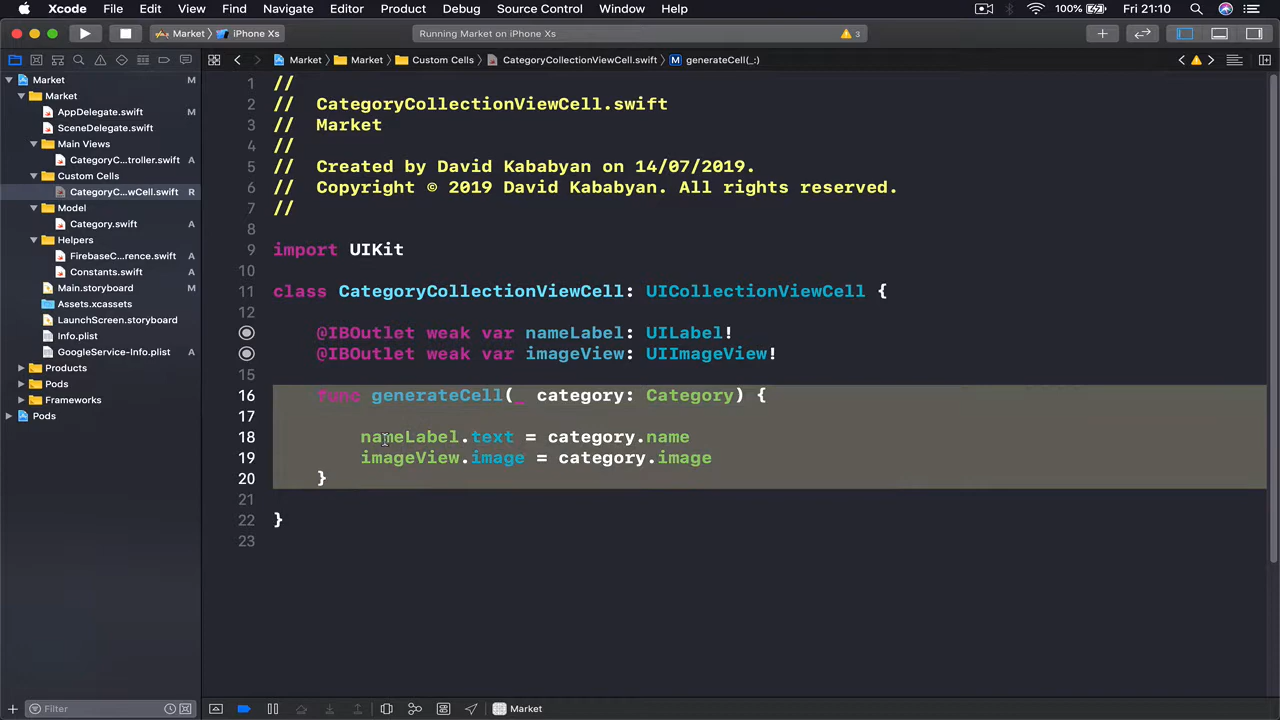 Xcode File Edit View Find Navigate Editor Product Debug Source Control Window Help 100% Fri 21:10
Market iPhone Xs Running Market on iPhone Xs 3
Market Market Custom Cells CategoryCollectionViewCell.swift M generateCell(_:)
Market M
Market
AppDelegate.swift M
SceneDelegate.swift
Main Views
CategoryC...troller.swift A
Custom Cells
CategoryC...wCell.swift R
Model
Category.swift A
Helpers
FirebaseC...rence.swift A
Constants.swift A
Main.storyboard M
Assets.xcassets
LaunchScreen.storyboard
Info.plist
GoogleService-Info.plist A
Products
Pods
Frameworks
Pods
1 //
2 // CategoryCollectionViewCell.swift
3 // Market
4 //
5 // Created by David Kababyan on 14/07/2019.
6 // Copyright © 2019 David Kababyan. All rights reserved.
7 //
8
9 import UIKit
10
11 class CategoryCollectionViewCell: UICollectionViewCell {
12
13 @IBOutlet weak var nameLabel: UILabel!
14 @IBOutlet weak var imageView: UIImageView!
15
16 func generateCell(_ category: Category) {
17
18 nameLabel.text = category.name
19 imageView.image = category.image
20 }
21
22 }
23
Filter Market